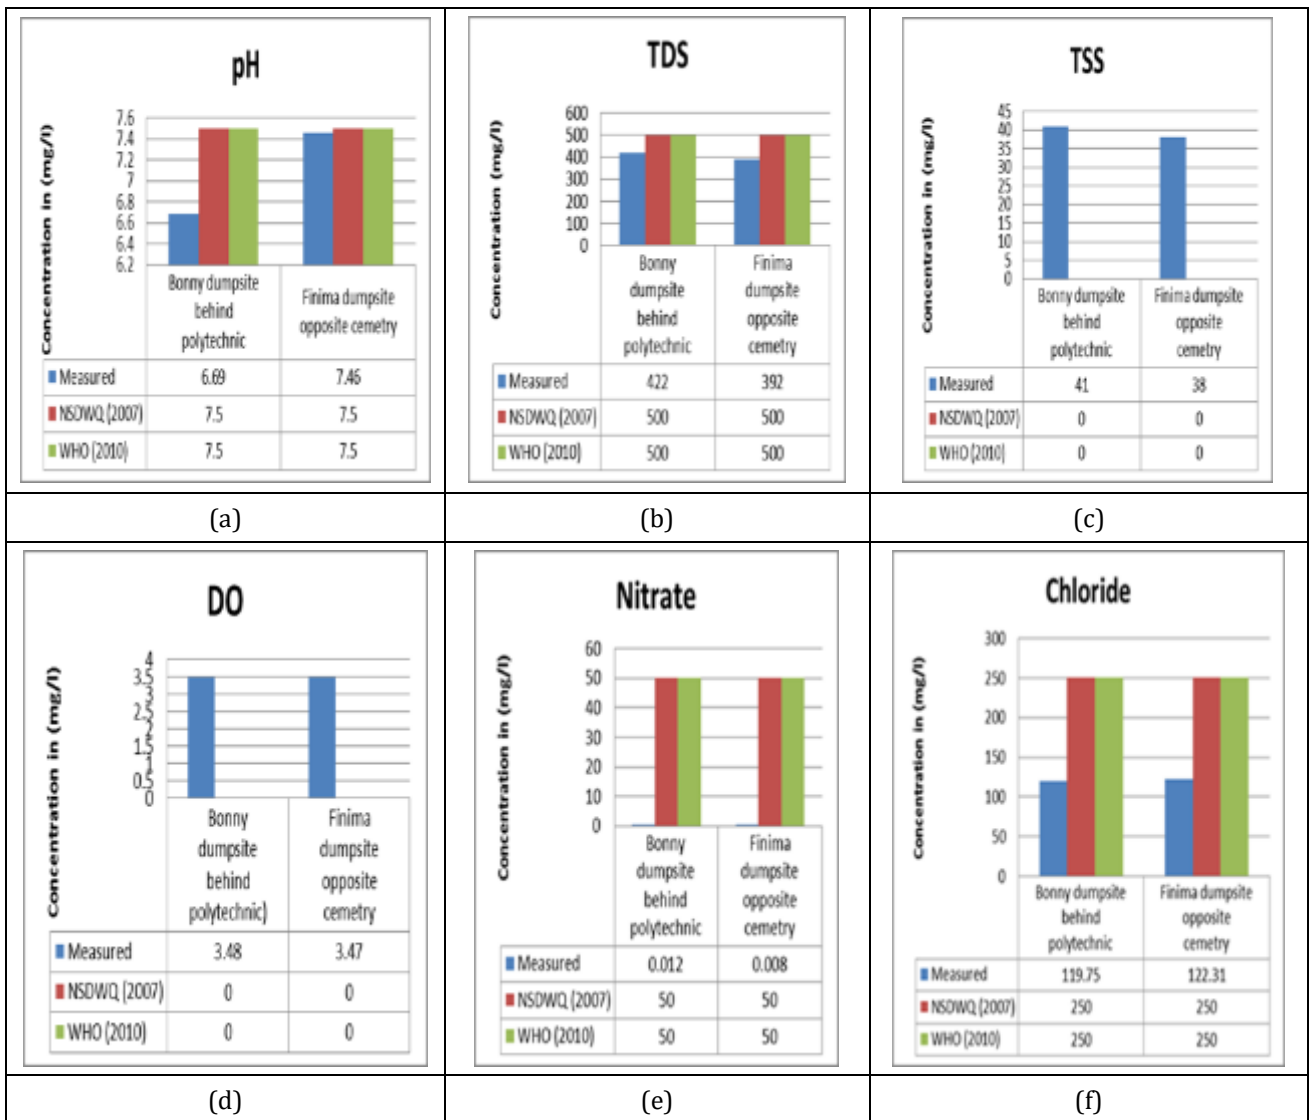 pH
Concentration in (mg/l)
7.6
7.4
7.2
7
6.8
6.6
6.4
6.2
Bonny dumpsite
behind
polytechnic
Finima dumpsite
opposite cemetry
Measured 6.69 7.46
NSDWQ (2007) 7.5 7.5
WHO (2010) 7.5 7.5
(a)
TDS
Concentration in (mg/l)
600
500
400
300
200
100
0
Bonny
dumpsite
behind
polytechnic
Finima
dumpsite
opposite
cemetry
Measured 422 392
NSDWQ (2007) 500 500
WHO (2010) 500 500
(b)
TSS
Concentration in (mg/l)
45
40
35
30
25
20
15
10
5
0
Bonny dumpsite
behind
polytechnic
Finima dumpsite
opposite
cemetry
Measured 41 38
NSDWQ (2007) 0 0
WHO (2010) 0 0
(c)
DO
Concentration in (mg/l)
4
3.5
3
2.5
2
1.5
1
0.5
0
Bonny
dumpsite
behind
polytechnic)
Finima
dumpsite
opposite
cemetry
Measured 3.48 3.47
NSDWQ (2007) 0 0
WHO (2010) 0 0
(d)
Nitrate
Concentration in (mg/l)
60
50
40
30
20
10
0
Bonny
dumpsite
behind
polytechnic
Finima
dumpsite
opposite
cemetry
Measured 0.012 0.008
NSDWQ (2007) 50 50
WHO (2010) 50 50
(e)
Chloride
Concentration in (mg/l)
300
250
200
150
100
50
0
Bonny dumpsite
behind
polytechnic
Finima dumpsite
opposite
cemetry
Measured 119.75 122.31
NSDWQ (2007) 250 250
WHO (2010) 250 250
(f)